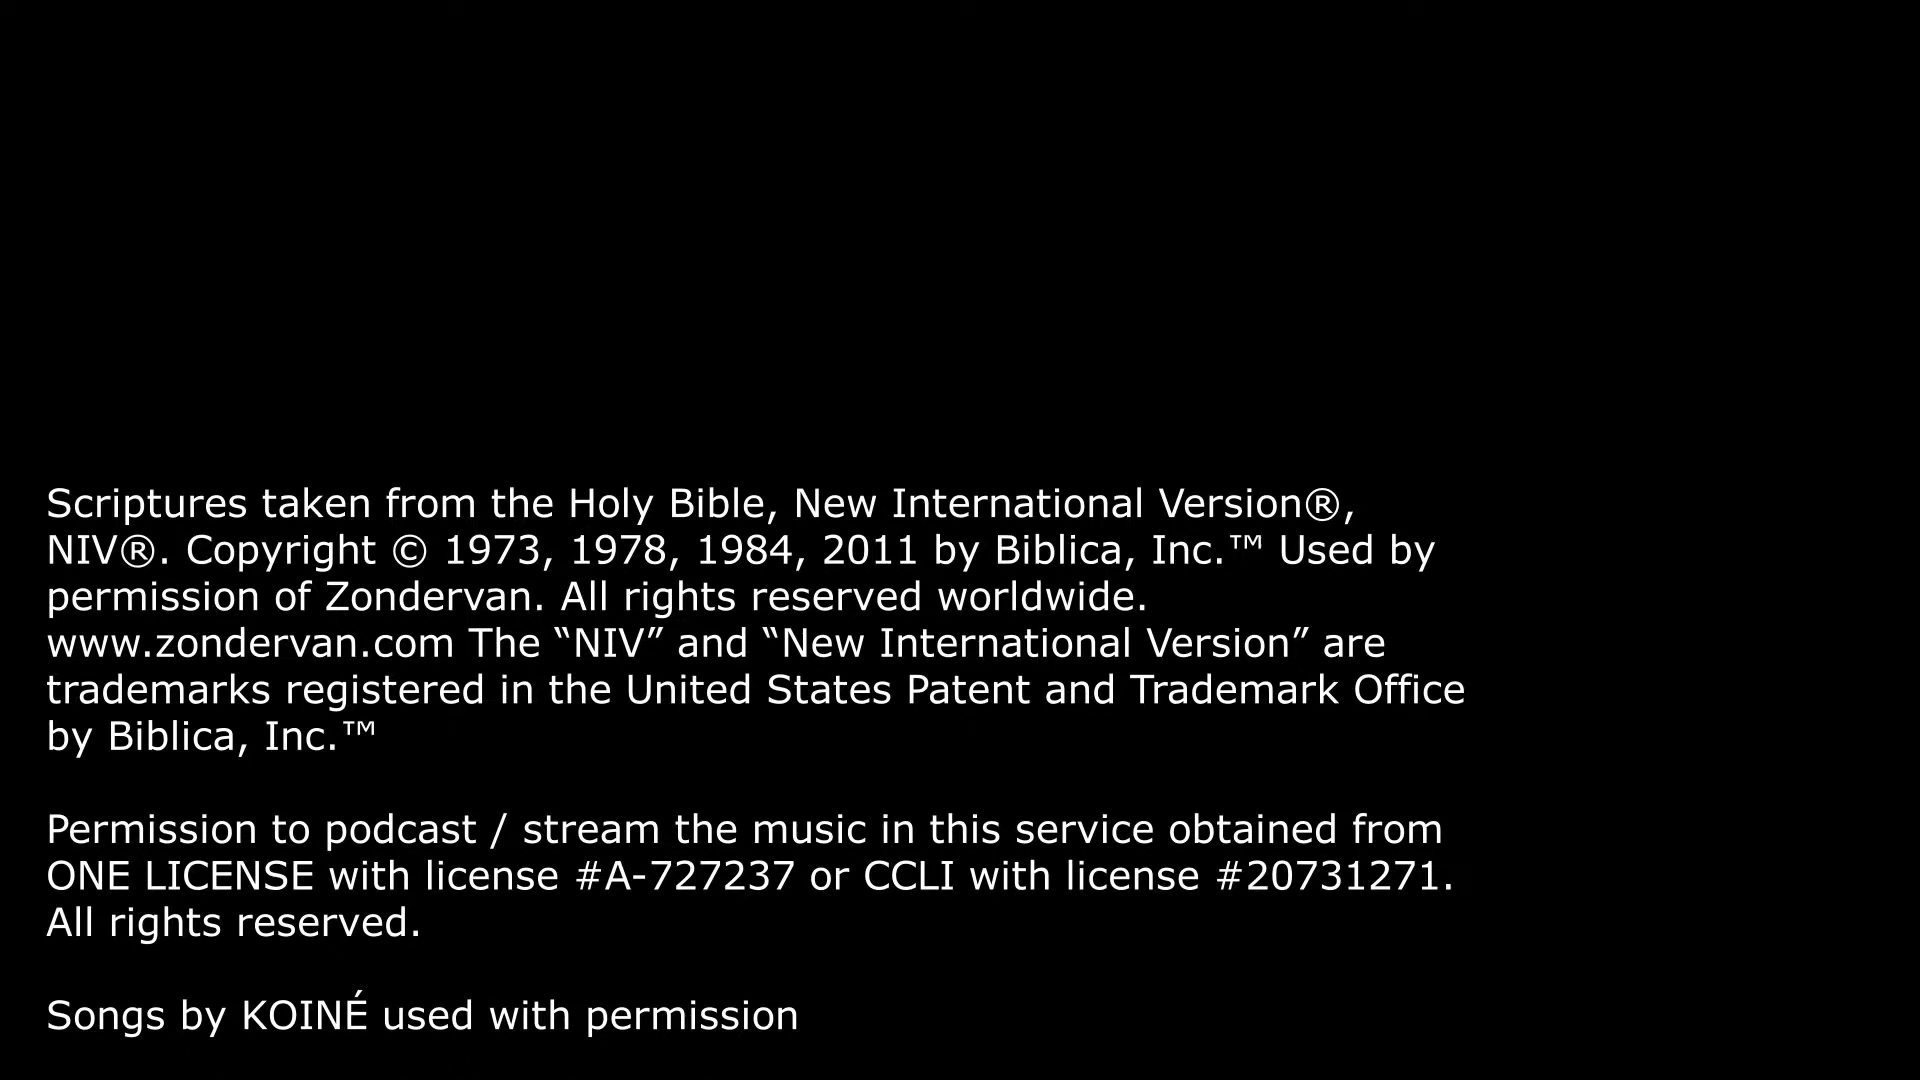 Scriptures taken from the Holy Bible, New International Version®,
NIV®. Copyright © 1973, 1978, 1984, 2011 by Biblica, Inc.™ Used by
permission of Zondervan. All rights reserved worldwide.
www.zondervan.com The “NIV” and “New International Version” are
trademarks registered in the United States Patent and Trademark Office
by Biblica, Inc.™
Permission to podcast / stream the music in this service obtained from
ONE LICENSE with license #A-727237 or CCLI with license #20731271.
All rights reserved.
Songs by KOINÉ used with permission